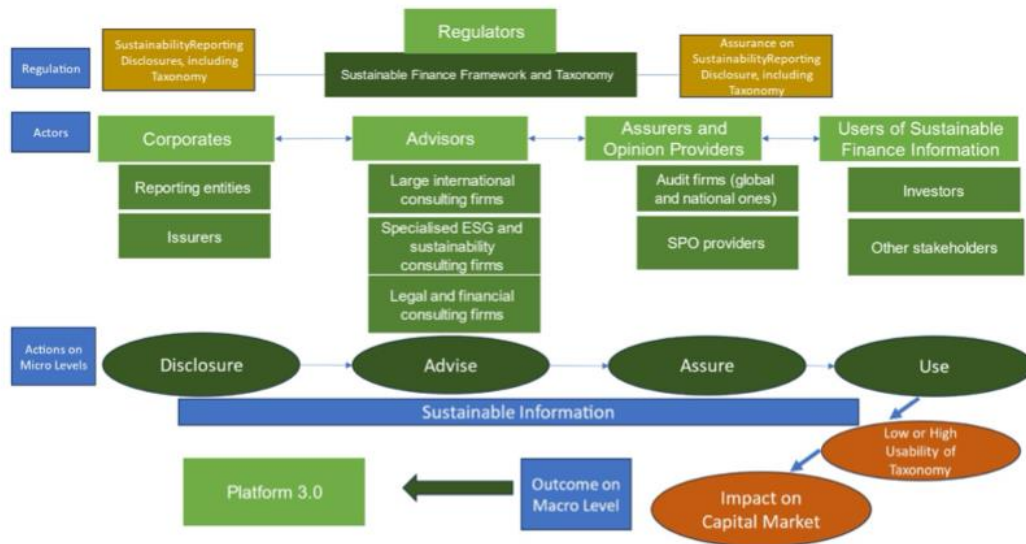 Regulators
Regulation
SustainabilityReporting
Disclosures, including
Taxonomy
Sustainable Finance Framework and Taxonomy
Assurance on
SustainabilityReporting
Disclosure, including
Taxonomy
Actors
Corporates
Advisors
Assurers and
Opinion Providers
Users of Sustainable
Finance Information
Reporting entities
Issurers
Large international
consulting firms
Specialised ESG and
sustainability
consulting firms
Legal and financial
consulting firms
Audit firms (global
and national ones)
SPO providers
Investors
Other stakeholders
Actions on
Micro Levels
Disclosure
Advise
Assure
Use
Sustainable Information
Low or High
Usability of
Taxonomy
Platform 3.0
Outcome on
Macro Level
Impact on
Capital Market